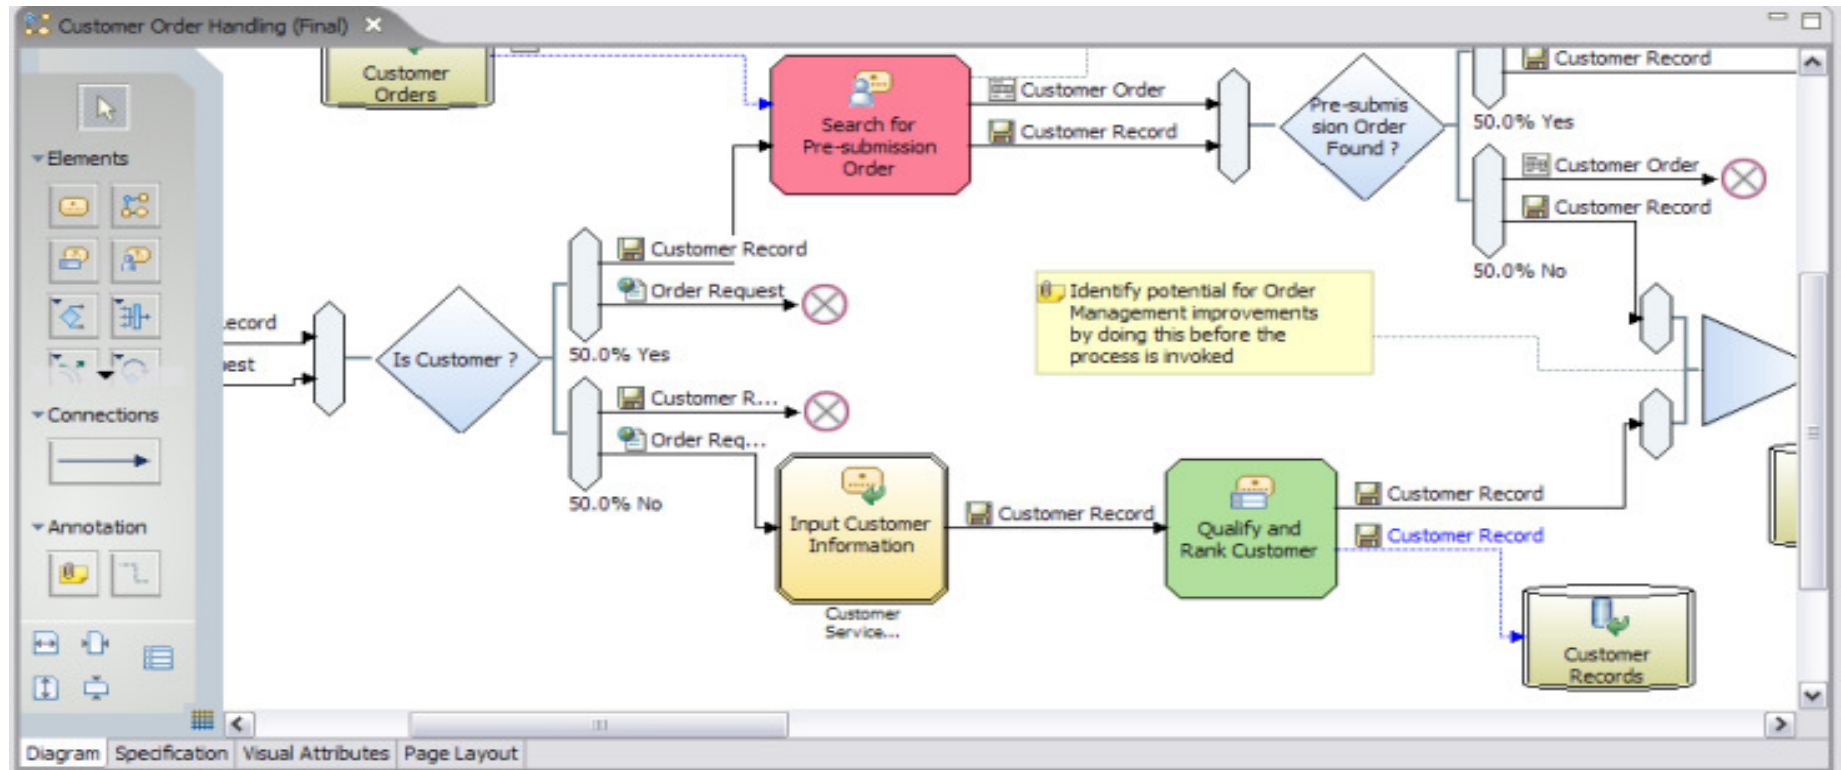 Customer Order Handling (Final)
Elements
Connections
Annotation
Customer
Orders
Search for
Pre-submission
Order
Customer Order
Customer Record
Pre-submis
sion Order
Found ?
Customer Record
50.0% Yes
Customer Order
Customer Record
50.0% No
ecord
est
Is Customer ?
Customer Record
Order Request
50.0% Yes
Customer R...
Order Req...
50.0% No
Identify potential for Order
Management improvements
by doing this before the
process is invoked
Input Customer
Information
Customer
Service...
Customer Record
Qualify and
Rank Customer
Customer Record
Customer Record
Customer
Records
Diagram
Specification
Visual Attributes
Page Layout